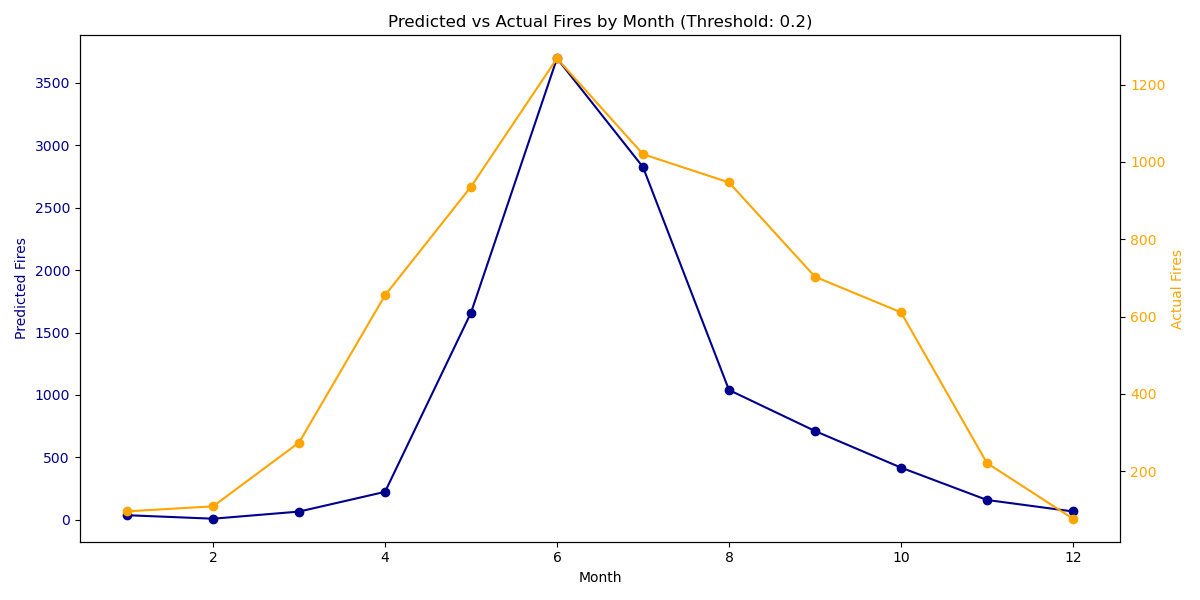 Predicted vs Actual Fires by Month (Threshold: 0.2)
Predicted Fires
3500
3000
2500
2000
1500
1000
500
0
1200
1000
800
600
400
200
Actual Fires
2 4 6 8 10 12
Month